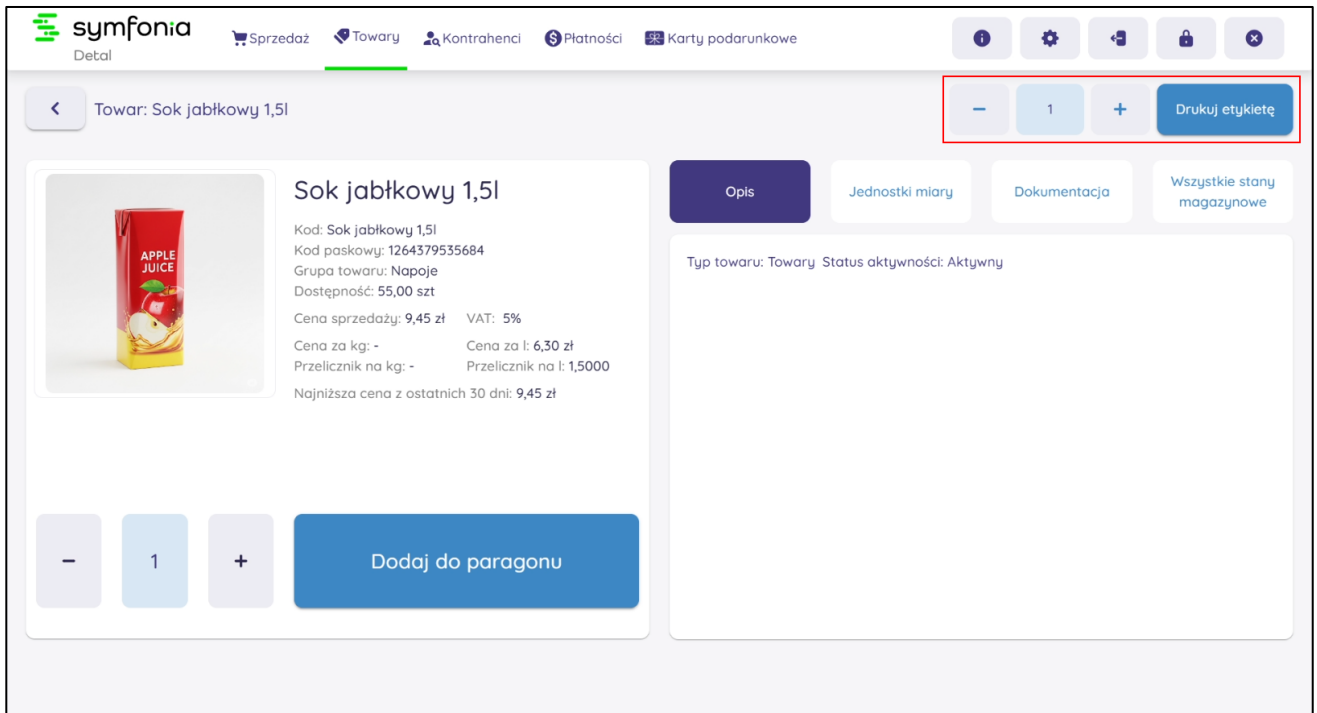 symfonia
Detal
Sprzedaż Towary Kontrahenci Płatności Karty podarunkowe
Towar: Sok jabłkowy 1,5l
− 1 + Drukuj etykietę
APPLE
JUICE
Sok jabłkowy 1,5l
Kod: Sok jabłkowy 1,5l
Kod paskowy: 1264379535684
Grupa towaru: Napoje
Dostępność: 55,00 szt
Cena sprzedaży: 9,45 zł VAT: 5%
Cena za kg: - Cena za l: 6,30 zł
Przelicznik na kg: - Przelicznik na l: 1,5000
Najniższa cena z ostatnich 30 dni: 9,45 zł
− 1 + Dodaj do paragonu
Opis Jednostki miary Dokumentacja Wszystkie stany
magazynowe
Typ towaru: Towary Status aktywności: Aktywny